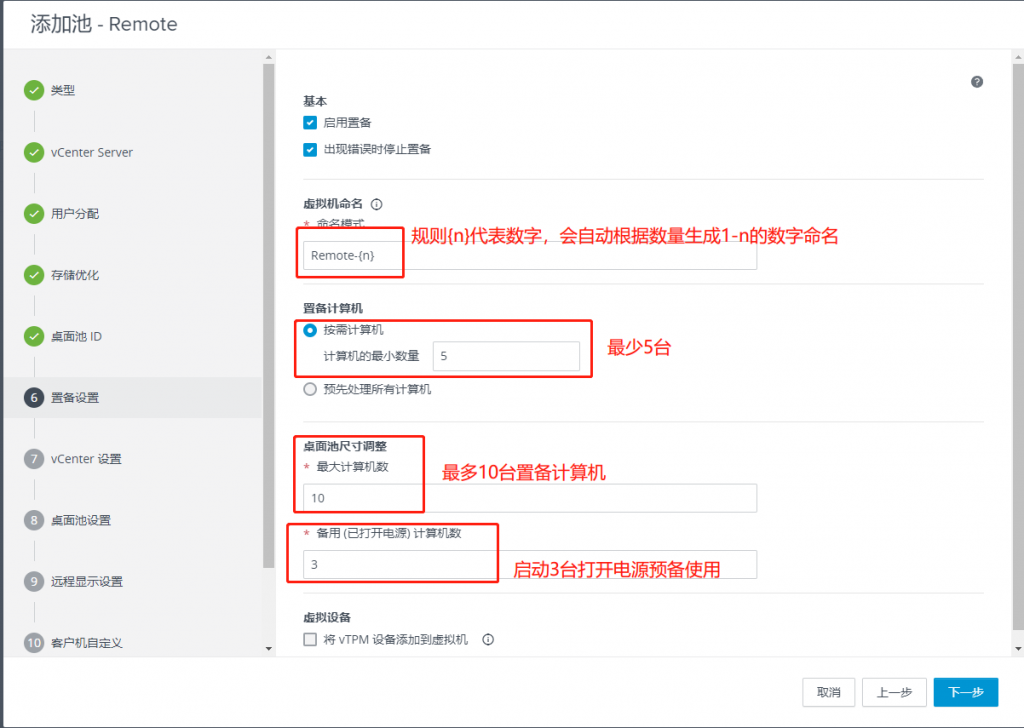 添加池 - Remote
类型
vCenter Server
用户分配
存储优化
桌面池 ID
6 置备设置
7 vCenter 设置
8 桌面池设置
9 远程显示设置
10 客户机自定义
基本
启用置备
出现错误时停止置备
虚拟机命名
* 命名模式
规则{n}代表数字，会自动根据数量生成1-n的数字命名
Remote-{n}
置备计算机
按需计算机
计算机的最小数量 5
最少5台
预先处理所有计算机
桌面池尺寸调整
* 最大计算机数
最多10台置备计算机
10
* 备用 (已打开电源) 计算机数
3
启动3台打开电源预备使用
虚拟设备
将 vTPM 设备添加到虚拟机
取消 上一步 下一步